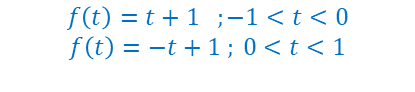 f(t) = t + 1 ; −1 < t < 0
f(t) = −t + 1 ; 0 < t < 1